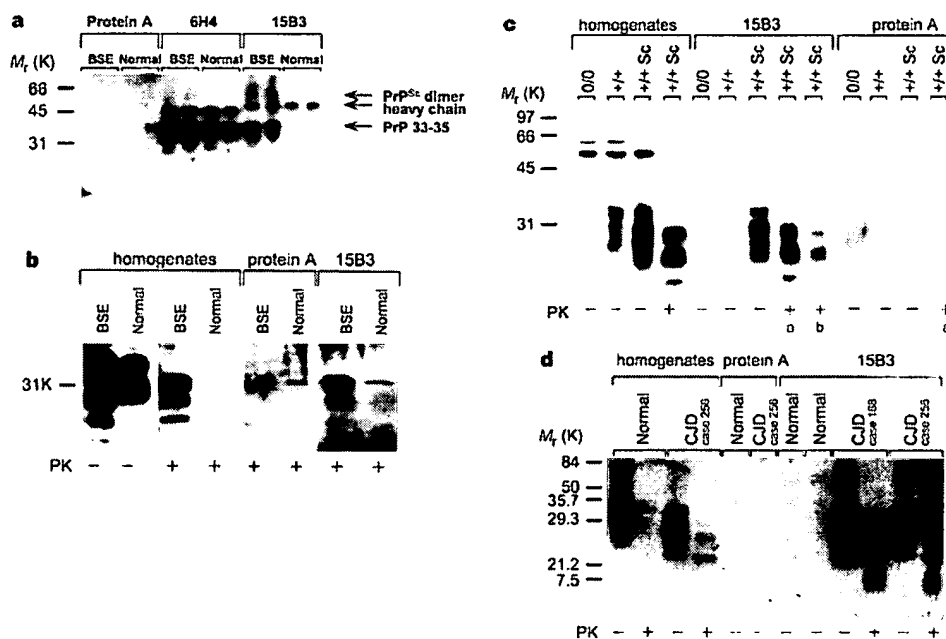 a
Protein A 6H4 15B3
BSE Normal BSE Normal BSE Normal
Mr (K)
66
45
31
PrPSc dimer
heavy chain
PrP 33-35
b
homogenates protein A 15B3
BSE Normal BSE Normal BSE Normal BSE Normal
31K
PK – – + + + + + +
c
homogenates 15B3 protein A
Mr (K)
]0/0 ]+/+ ]+/+ Sc ]+/+ Sc ]0/0 ]+/+ ]+/+ Sc ]+/+ Sc ]+/+ Sc ]0/0 ]+/+ ]+/+ Sc ]+/+ Sc
97
66
45
31
PK – – – + – – – + + – – –
a b
d
homogenates protein A 15B3
Normal CJD case 256 Normal CJD case 256 Normal Normal CJD case 168 CJD case 255
Mr (K)
84
50
35.7
29.3
21.2
7.5
PK – + – + – – – – – + – +